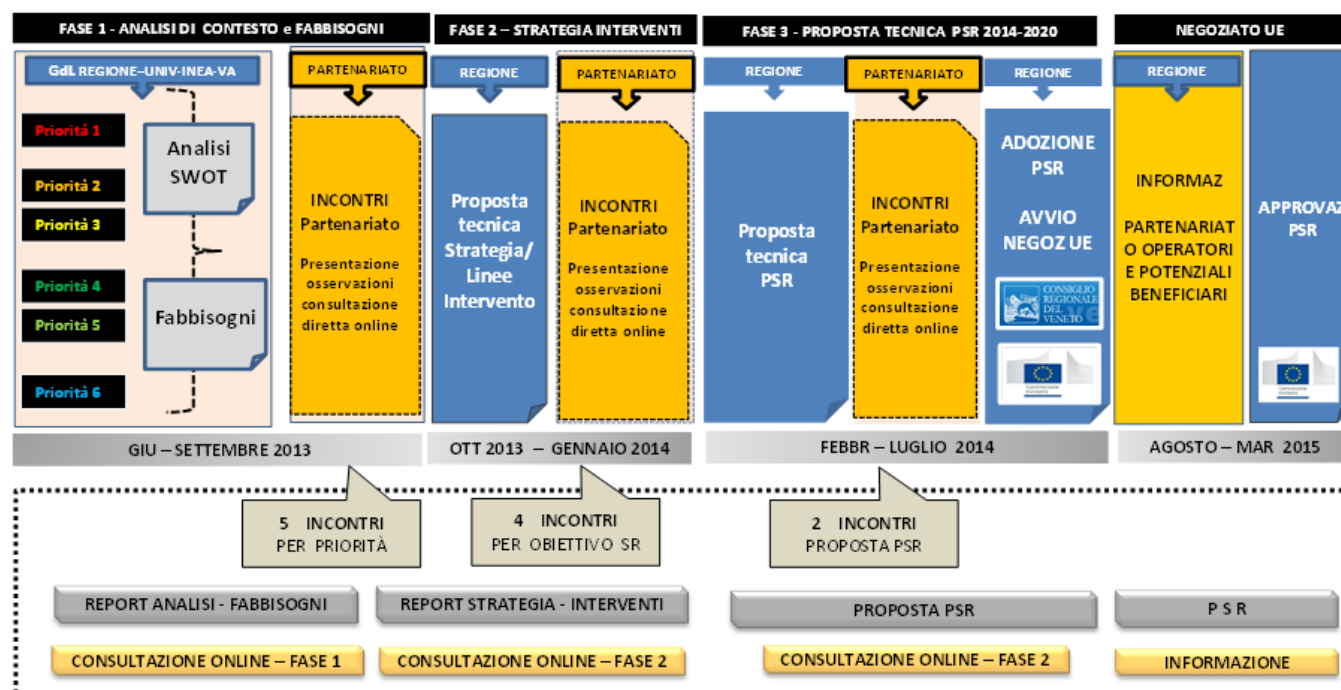 FASE 1 - ANALISI DI CONTESTO e FABBISOGNI
GdL REGIONE–UNIV-INEA-VA
Priorità 1
Priorità 2
Priorità 3
Priorità 4
Priorità 5
Priorità 6
Analisi
SWOT
Fabbisogni
PARTENARIATO
INCONTRI
Partenariato
Presentazione
osservazioni
consultazione
diretta online
GIU – SETTEMBRE 2013
FASE 2 – STRATEGIA INTERVENTI
REGIONE
Proposta
tecnica
Strategia/
Linee
Intervento
PARTENARIATO
INCONTRI
Partenariato
Presentazione
osservazioni
consultazione
diretta online
OTT 2013 – GENNAIO 2014
FASE 3 - PROPOSTA TECNICA PSR 2014-2020
REGIONE
Proposta
tecnica
PSR
PARTENARIATO
INCONTRI
Partenariato
Presentazione
osservazioni
consultazione
diretta online
REGIONE
ADOZIONE
PSR
AVVIO
NEGOZ UE
CONSIGLIO
REGIONALE
DEL
VENETO
FEBBR – LUGLIO 2014
NEGOZIATO UE
REGIONE
INFORMAZ
PARTENARIAT
O OPERATORI
E POTENZIALI
BENEFICIARI
APPROVAZ
PSR
AGOSTO – MAR 2015
5 INCONTRI
PER PRIORITÀ
4 INCONTRI
PER OBIETTIVO SR
2 INCONTRI
PROPOSTA PSR
REPORT ANALISI - FABBISOGNI
REPORT STRATEGIA - INTERVENTI
PROPOSTA PSR
P S R
CONSULTAZIONE ONLINE – FASE 1
CONSULTAZIONE ONLINE – FASE 2
CONSULTAZIONE ONLINE – FASE 2
INFORMAZIONE